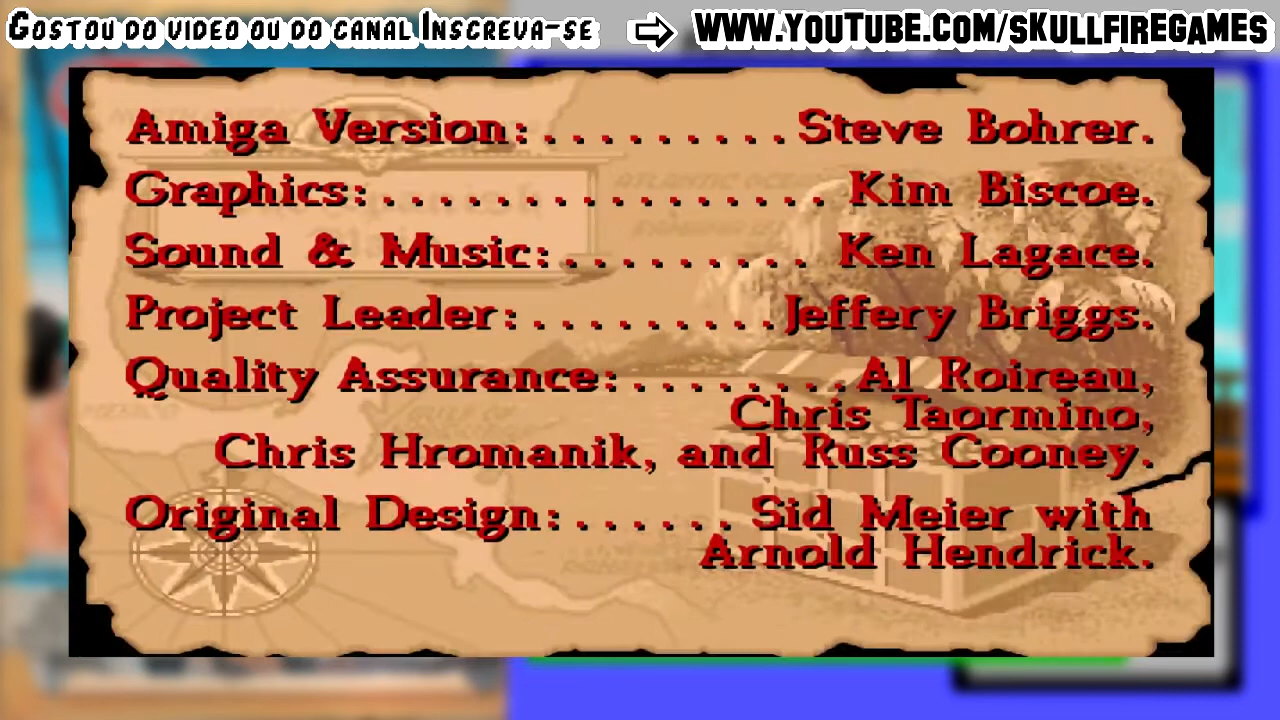 Gostou do video ou do canal Inscreva-se ⇨ www.youtube.com/skullfiregames
Amiga Version:.........Steve Bohrer.
Graphics:................Kim Biscoe.
Sound & Music:......... Ken Lagace.
Project Leader:.........Jeffery Briggs.
Quality Assurance:........Al Roireau,
Chris Taormino,
Chris Hromanik, and Russ Cooney.
Original Design:...... Sid Meier with
Arnold Hendrick.